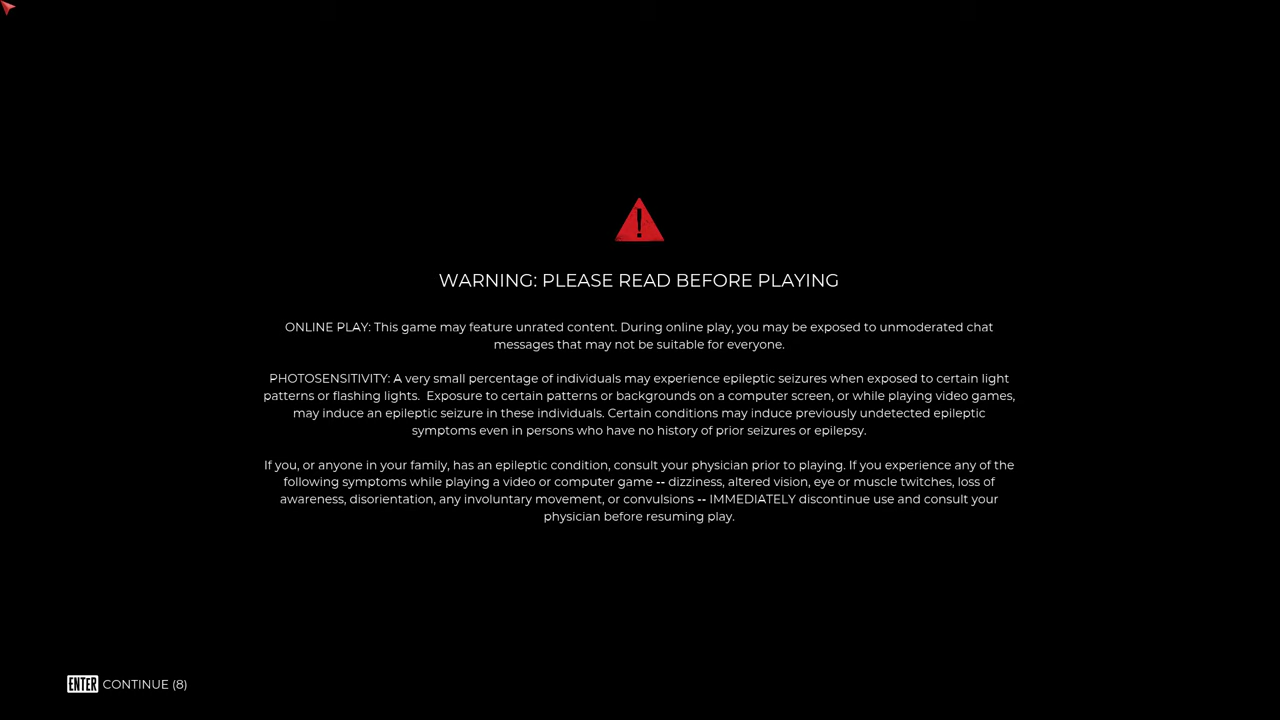 !
WARNING: PLEASE READ BEFORE PLAYING
ONLINE PLAY: This game may feature unrated content. During online play, you may be exposed to unmoderated chat
messages that may not be suitable for everyone.
PHOTOSENSITIVITY: A very small percentage of individuals may experience epileptic seizures when exposed to certain light
patterns or flashing lights.  Exposure to certain patterns or backgrounds on a computer screen, or while playing video games,
may induce an epileptic seizure in these individuals. Certain conditions may induce previously undetected epileptic
symptoms even in persons who have no history of prior seizures or epilepsy.
If you, or anyone in your family, has an epileptic condition, consult your physician prior to playing. If you experience any of the
following symptoms while playing a video or computer game -- dizziness, altered vision, eye or muscle twitches, loss of
awareness, disorientation, any involuntary movement, or convulsions -- IMMEDIATELY discontinue use and consult your
physician before resuming play.
ENTER CONTINUE (8)